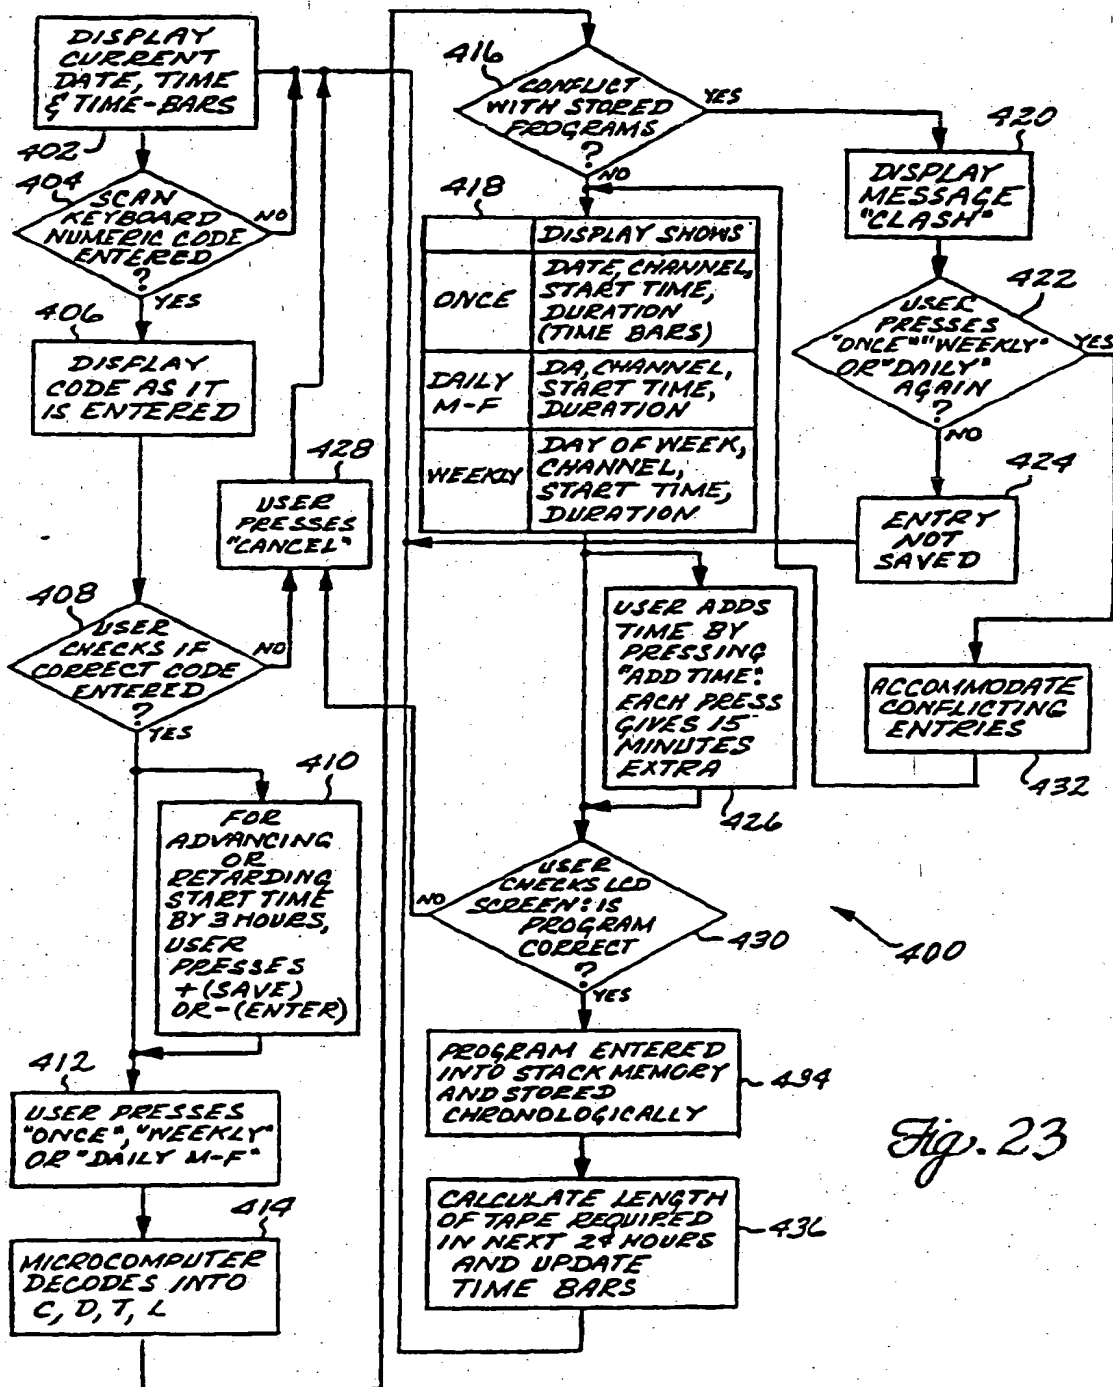 DISPLAY
CURRENT
DATE, TIME
& TIME-BARS
402
404
SCAN
KEYBOARD
NUMERIC CODE
ENTERED
?
NO
YES
406
DISPLAY
CODE AS IT
IS ENTERED
428
USER
PRESSES
"CANCEL"
408
USER
CHECKS IF
CORRECT CODE
ENTERED
?
NO
YES
410
FOR
ADVANCING
OR
RETARDING
START TIME
BY 3 HOURS,
USER
PRESSES
+(SAVE)
OR-(ENTER)
412
USER PRESSES
"ONCE", "WEEKLY"
OR "DAILY M-F"
414
MICROCOMPUTER
DECODES INTO
C, D, T, L
416
CONFLICT
WITH STORED
PROGRAMS
?
YES
NO
418
DISPLAY SHOWS
ONCE
DATE, CHANNEL,
START TIME,
DURATION
(TIME BARS)
DAILY
M-F
DA, CHANNEL,
START TIME,
DURATION
WEEKLY
DAY OF WEEK,
CHANNEL,
START TIME,
DURATION
420
DISPLAY
MESSAGE
"CLASH"
422
USER
PRESSES
"ONCE" "WEEKLY"
OR "DAILY"
AGAIN
?
YES
NO
424
ENTRY
NOT
SAVED
USER ADDS
TIME BY
PRESSING
"ADD TIME":
EACH PRESS
GIVES 15
MINUTES
EXTRA
426
ACCOMMODATE
CONFLICTING
ENTRIES
432
USER
CHECKS LCD
SCREEN: IS
PROGRAM
CORRECT
?
NO
YES
430
400
PROGRAM ENTERED
INTO STACK MEMORY
AND STORED
CHRONOLOGICALLY
434
CALCULATE LENGTH
OF TAPE REQUIRED
IN NEXT 24 HOURS
AND UPDATE
TIME BARS
436
Fig. 23